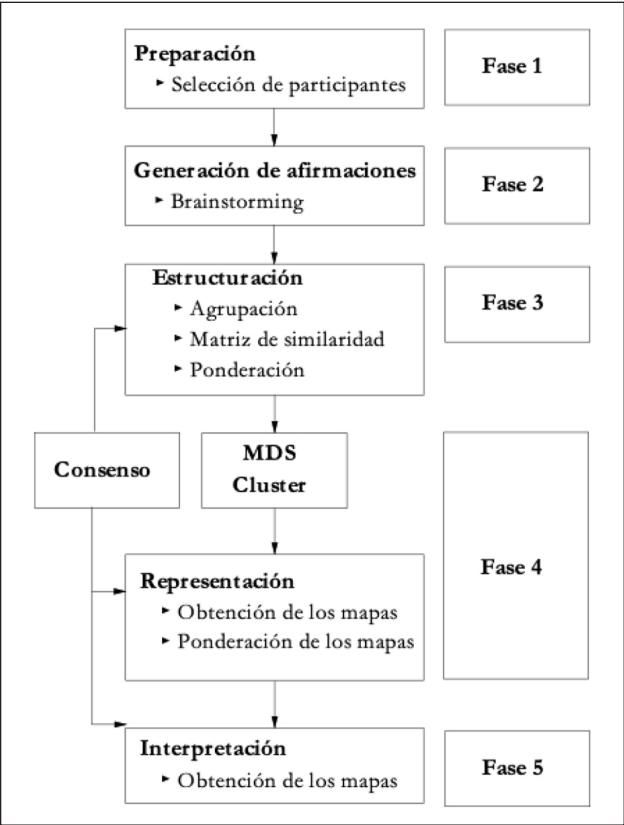 Preparación
‣ Selección de participantes
Fase 1
Generación de afirmaciones
‣ Brainstorming
Fase 2
Estructuración
‣ Agrupación
‣ Matriz de similaridad
‣ Ponderación
Fase 3
Consenso
MDS
Cluster
Representación
‣ Obtención de los mapas
‣ Ponderación de los mapas
Fase 4
Interpretación
‣ Obtención de los mapas
Fase 5